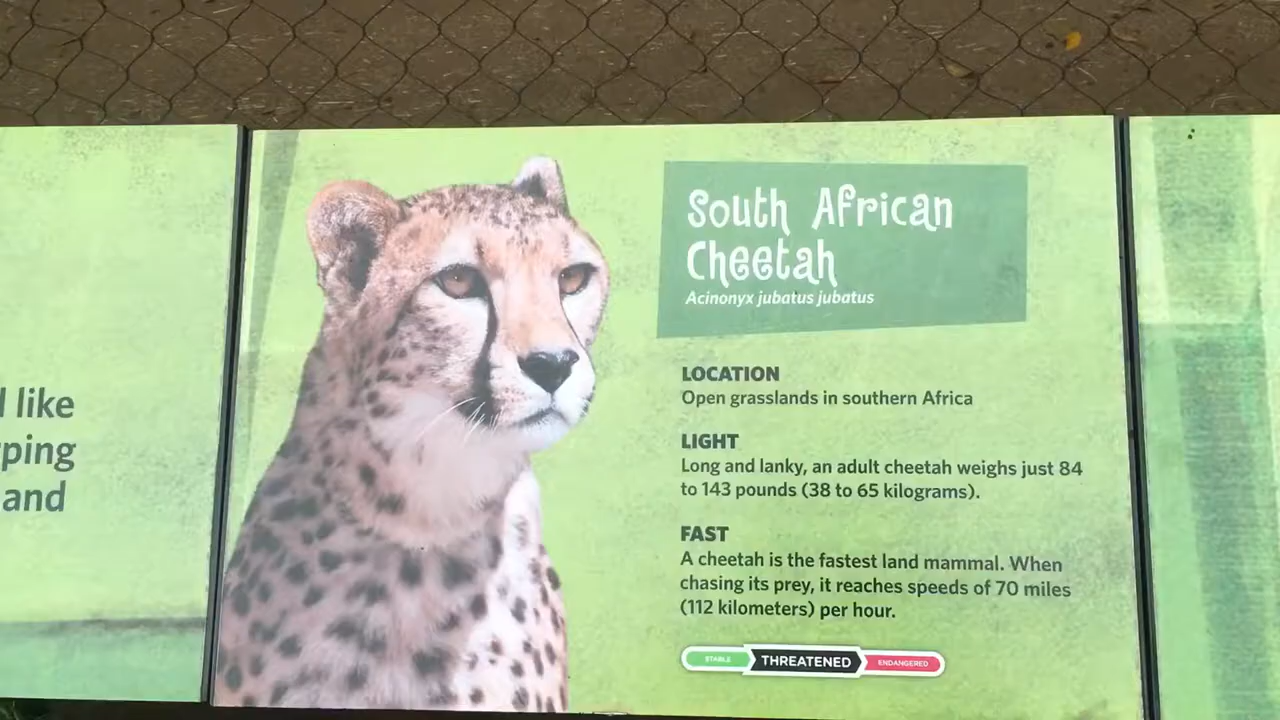 l like
ping
and
South African
Cheetah
Acinonyx jubatus jubatus
LOCATION
Open grasslands in southern Africa
LIGHT
Long and lanky, an adult cheetah weighs just 84
to 143 pounds (38 to 65 kilograms).
FAST
A cheetah is the fastest land mammal. When
chasing its prey, it reaches speeds of 70 miles
(112 kilometers) per hour.
STABLE THREATENED ENDANGERED